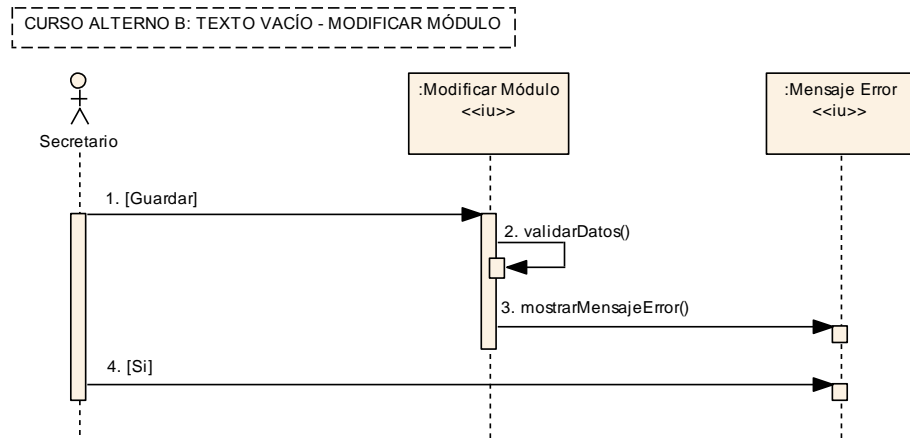 CURSO ALTERNO B: TEXTO VACÍO - MODIFICAR MÓDULO
Secretario
:Modificar Módulo
<<iu>>
:Mensaje Error
<<iu>>
1. [Guardar]
2. validarDatos()
3. mostrarMensajeError()
4. [Si]